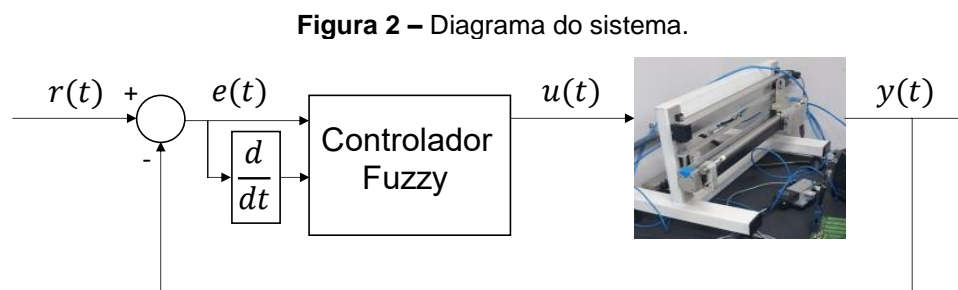 Figura 2 – Diagrama do sistema.
r(t) + e(t) u(t) y(t)
-
d
dt
Controlador
Fuzzy